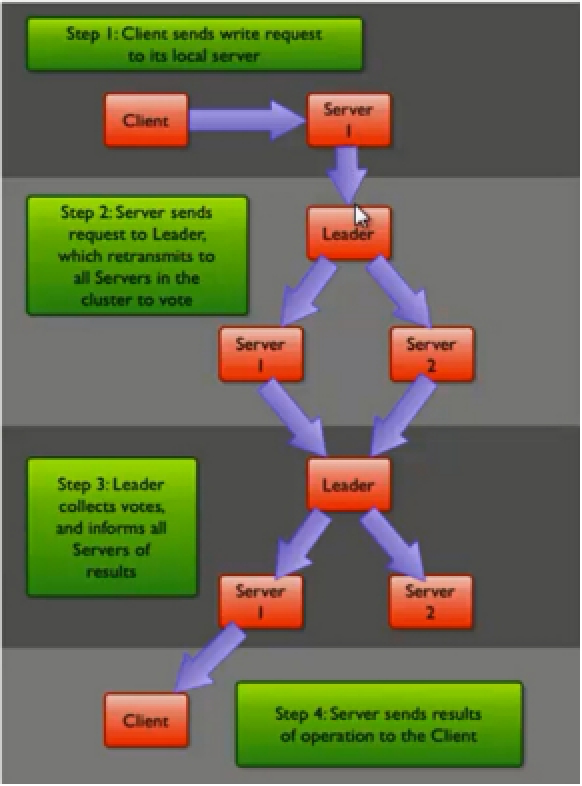 Step 1: Client sends write request
to its local server
Client
Server
1
Step 2: Server sends
request to Leader,
which retransmits to
all Servers in the
cluster to vote
Leader
Server
1
Server
2
Step 3: Leader
collects votes,
and informs all
Servers of
results
Leader
Server
1
Server
2
Client
Step 4: Server sends results
of operation to the Client